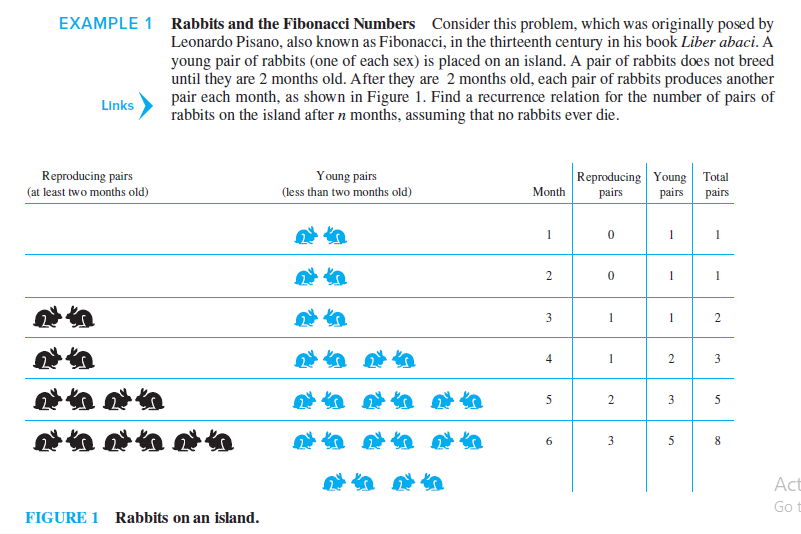 EXAMPLE 1 Rabbits and the Fibonacci Numbers Consider this problem, which was originally posed by
Leonardo Pisano, also known as Fibonacci, in the thirteenth century in his book Liber abaci. A
young pair of rabbits (one of each sex) is placed on an island. A pair of rabbits does not breed
until they are 2 months old. After they are 2 months old, each pair of rabbits produces another
Links pair each month, as shown in Figure 1. Find a recurrence relation for the number of pairs of
rabbits on the island after n months, assuming that no rabbits ever die.
Reproducing pairs Young pairs Reproducing Young Total
(at least two months old) (less than two months old) Month pairs pairs pairs
1 0 1 1
2 0 1 1
3 1 1 2
4 1 2 3
5 2 3 5
6 3 5 8
Act
Go t
FIGURE 1 Rabbits on an island.